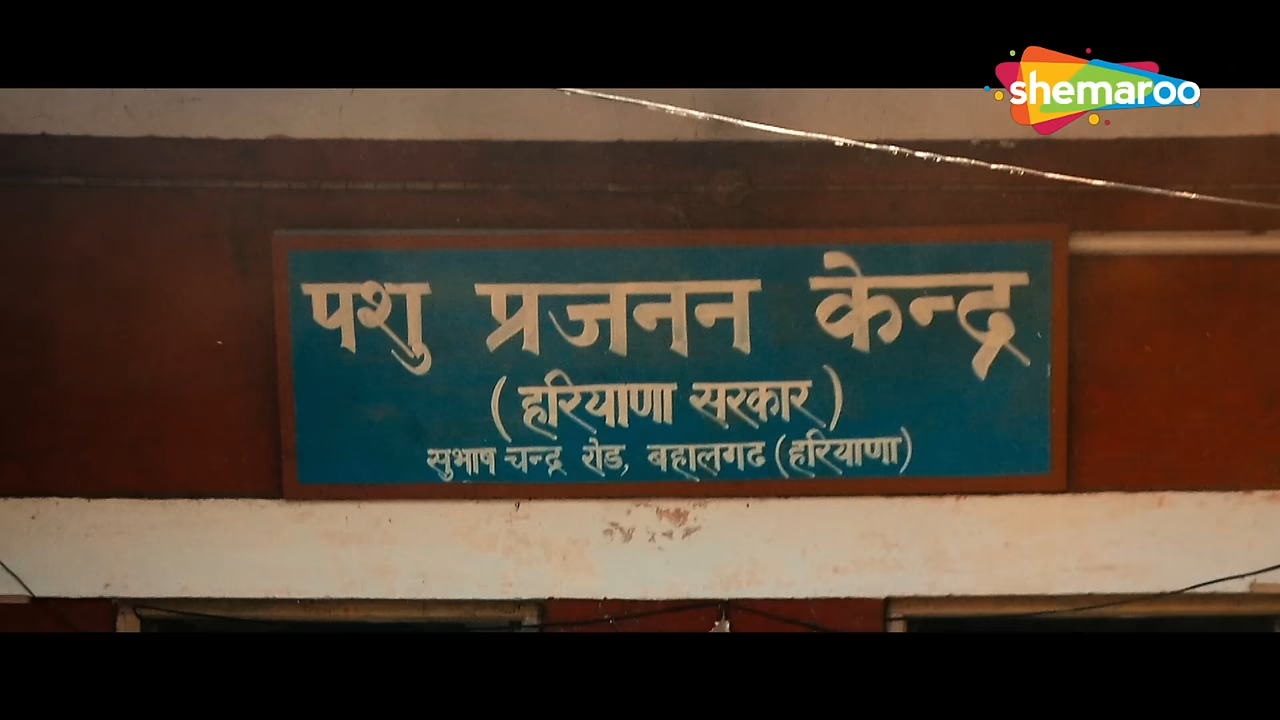 shemaroo
पशु प्रजनन केन्द्र
(हरियाणा सरकार)
सुभाष चन्द्र रोड, बहालगढ (हरियाणा)